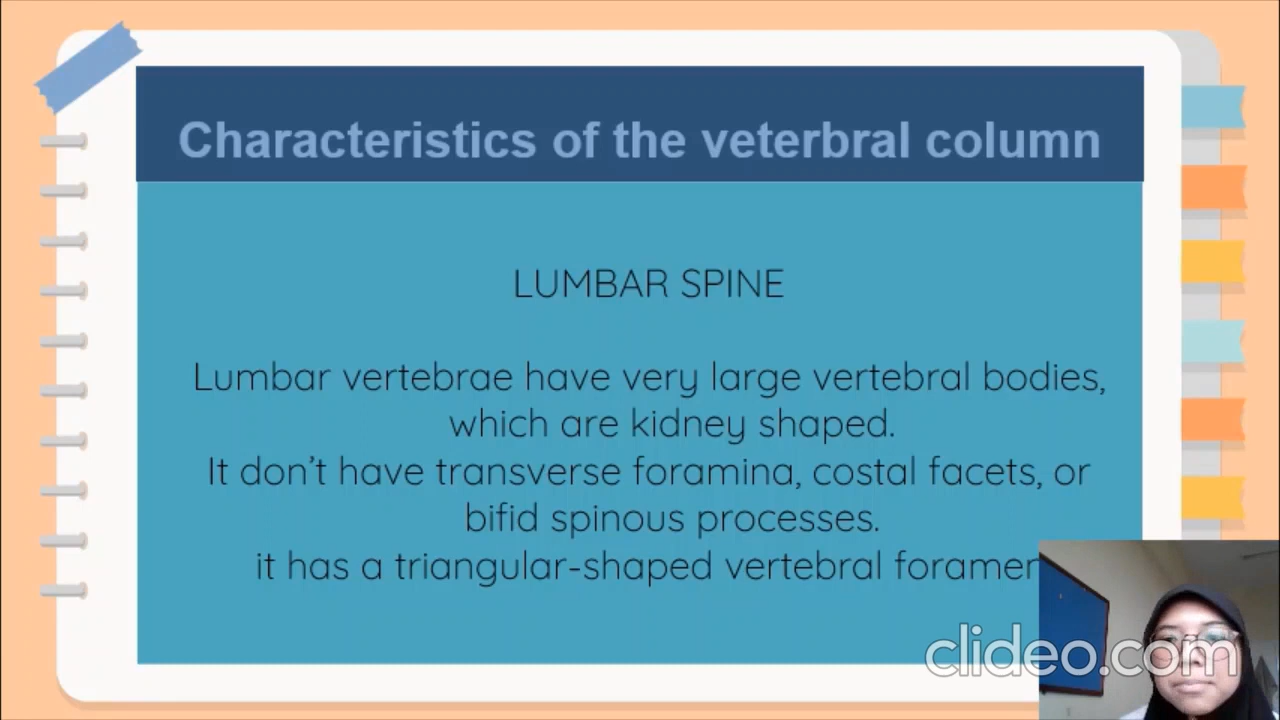 Characteristics of the veterbral column
LUMBAR SPINE
Lumbar vertebrae have very large vertebral bodies,
which are kidney shaped.
It don't have transverse foramina, costal facets, or
bifid spinous processes.
it has a triangular-shaped vertebral foramen
clideo.com